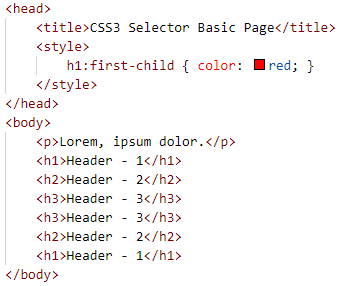 <head>
<title>CSS3 Selector Basic Page</title>
<style>
h1:first-child { color: red; }
</style>
</head>
<body>
<p>Lorem, ipsum dolor.</p>
<h1>Header - 1</h1>
<h2>Header - 2</h2>
<h3>Header - 3</h3>
<h3>Header - 3</h3>
<h2>Header - 2</h2>
<h1>Header - 1</h1>
</body>